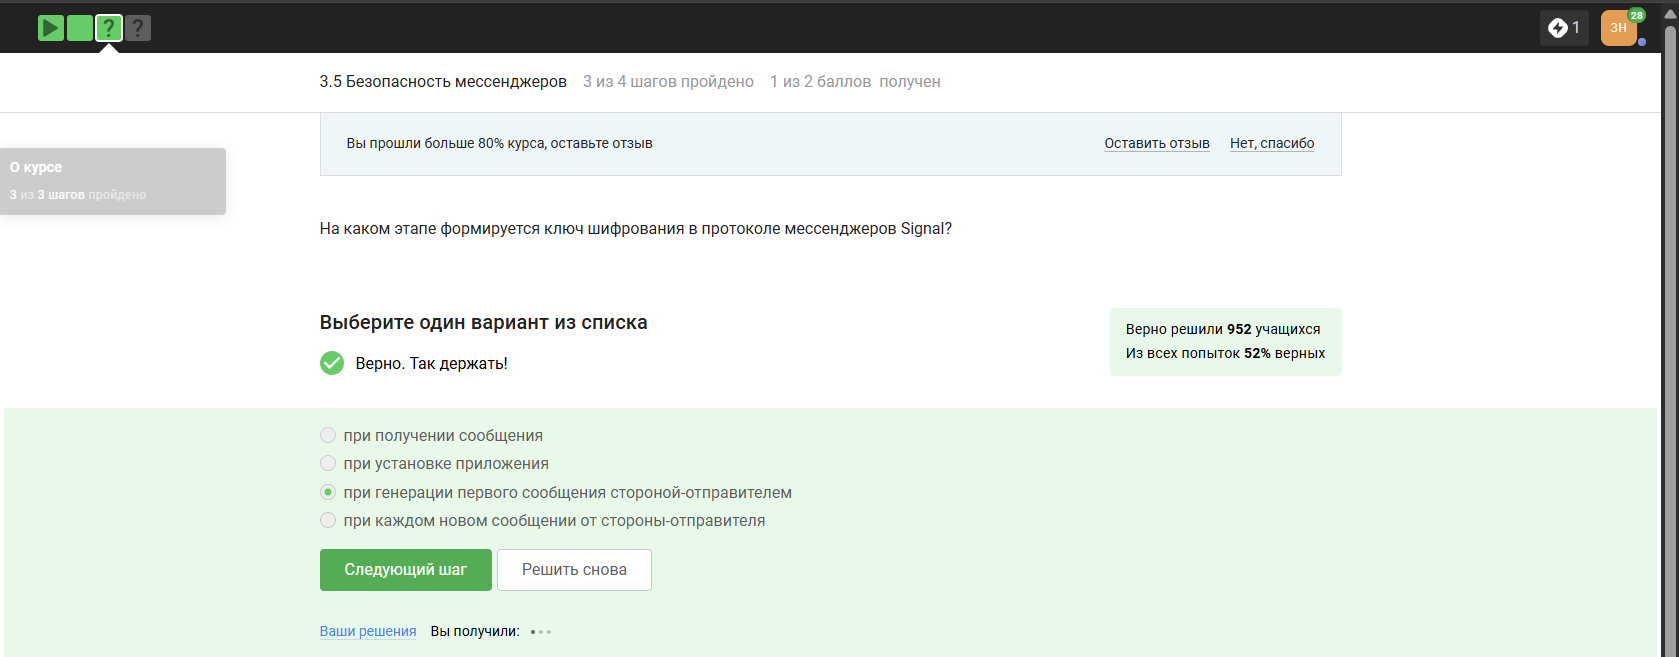 ? ?
1
ЗН 28
3.5 Безопасность мессенджеров 3 из 4 шагов пройдено 1 из 2 баллов получен
Вы прошли больше 80% курса, оставьте отзыв Оставить отзыв Нет, спасибо
О курсе
3 из 3 шагов пройдено
На каком этапе формируется ключ шифрования в протоколе мессенджеров Signal?
Выберите один вариант из списка
Верно. Так держать!
Верно решили 952 учащихся
Из всех попыток 52% верных
при получении сообщения
при установке приложения
при генерации первого сообщения стороной-отправителем
при каждом новом сообщении от стороны-отправителя
Следующий шаг Решить снова
Ваши решения Вы получили: